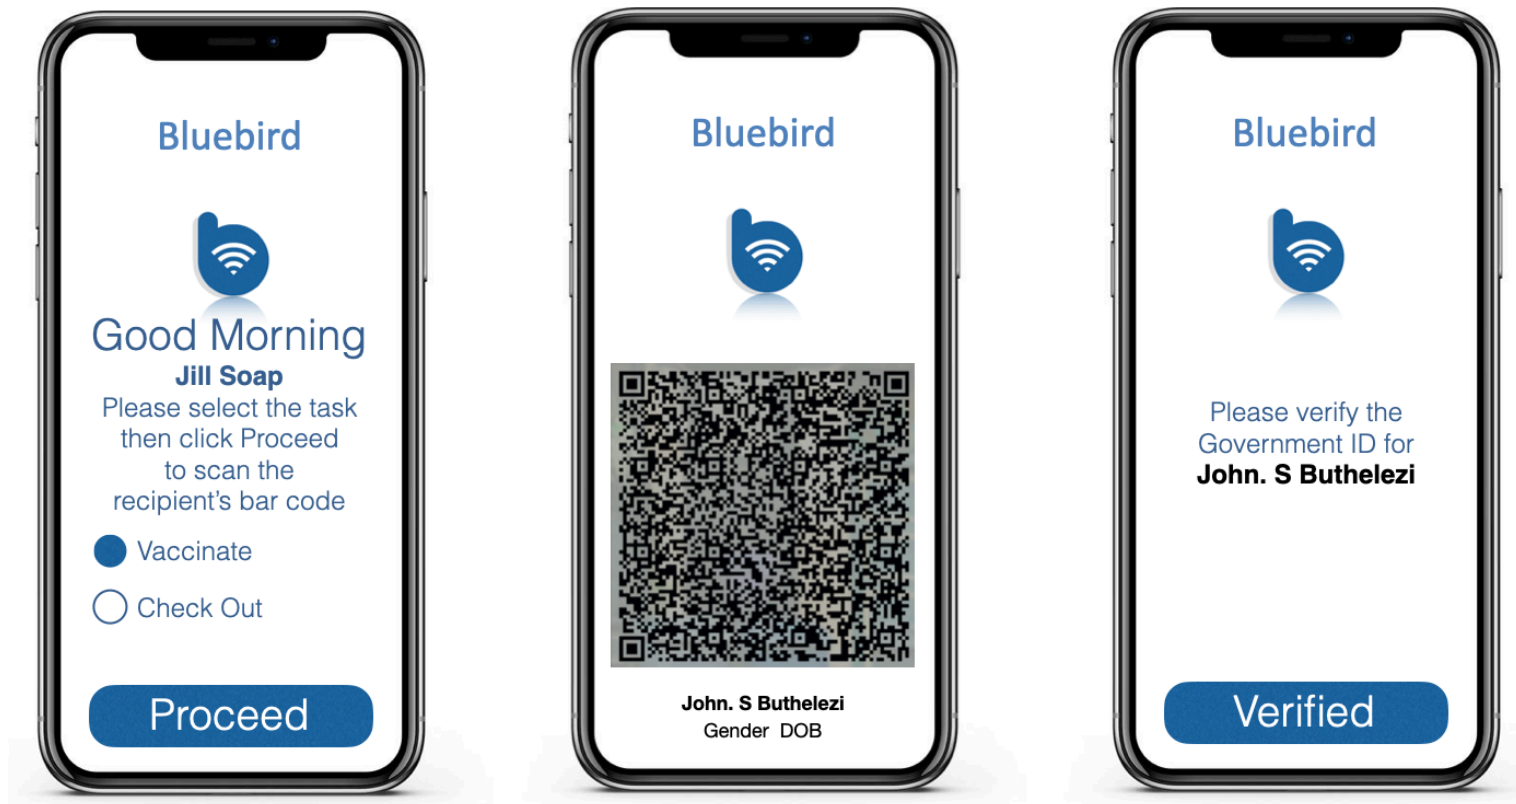 Bluebird
Good Morning
Jill Soap
Please select the task
then click Proceed
to scan the
recipient's bar code
Vaccinate
Check Out
Proceed
Bluebird
John. S Buthelezi
Gender DOB
Bluebird
Please verify the
Government ID for
John. S Buthelezi
Verified